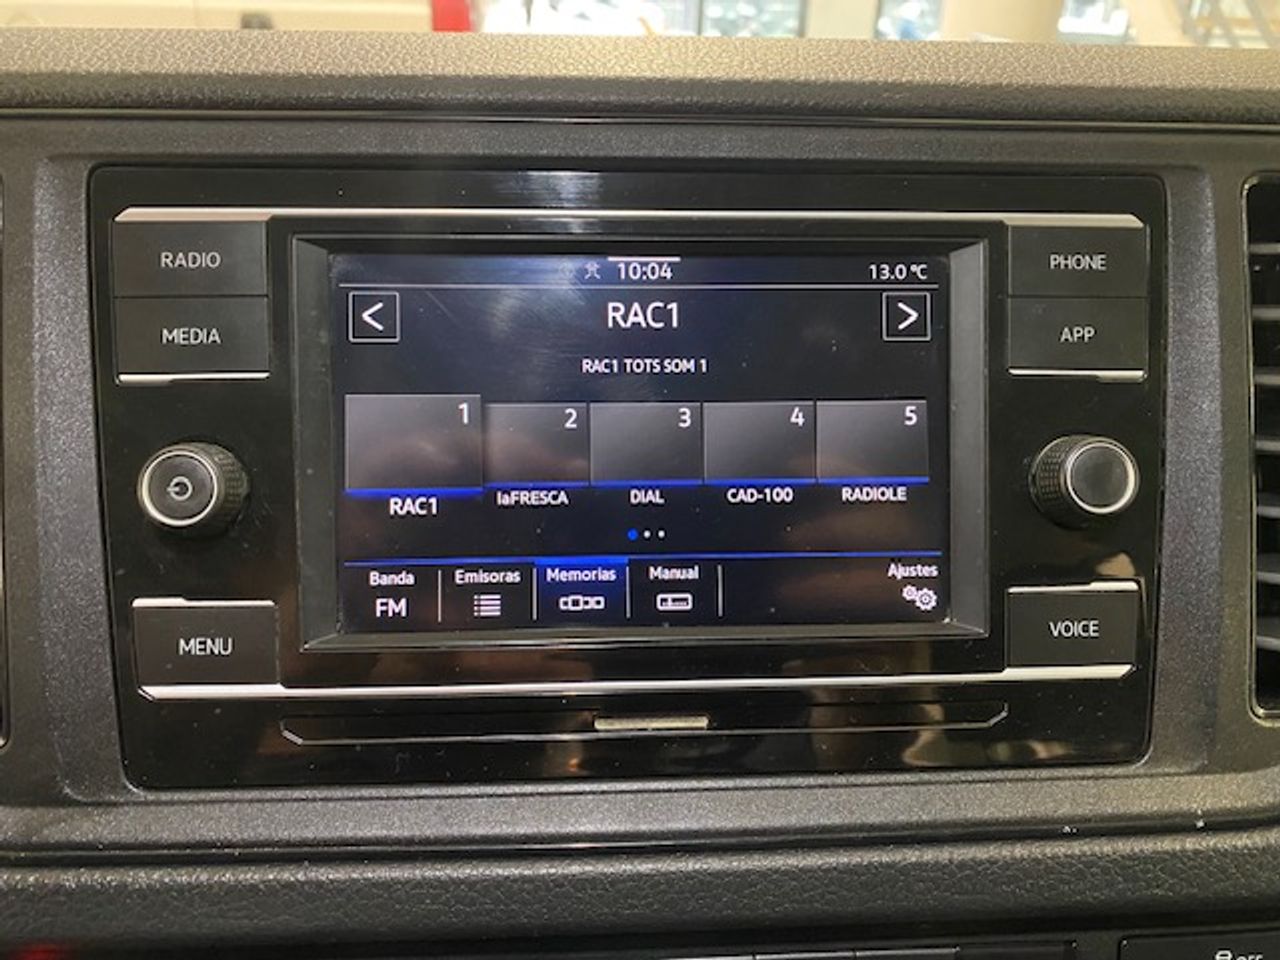 RADIO
MEDIA
MENU
PHONE
APP
VOICE
10:04
13.0 °C
<
RAC1
>
RAC1 TOTS SOM 1
1
2
3
4
5
RAC1
laFRESCA
DIAL
CAD-100
RADIOLE
Banda
FM
Emisoras
Memorias
Manual
Ajustes
OFF